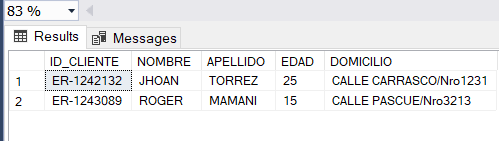 83 %
Results Messages
ID_CLIENTE NOMBRE APELLIDO EDAD DOMICILIO
1 ER-1242132 JHOAN TORREZ 25 CALLE CARRASCO/Nro1231
2 ER-1243089 ROGER MAMANI 15 CALLE PASCUE/Nro3213